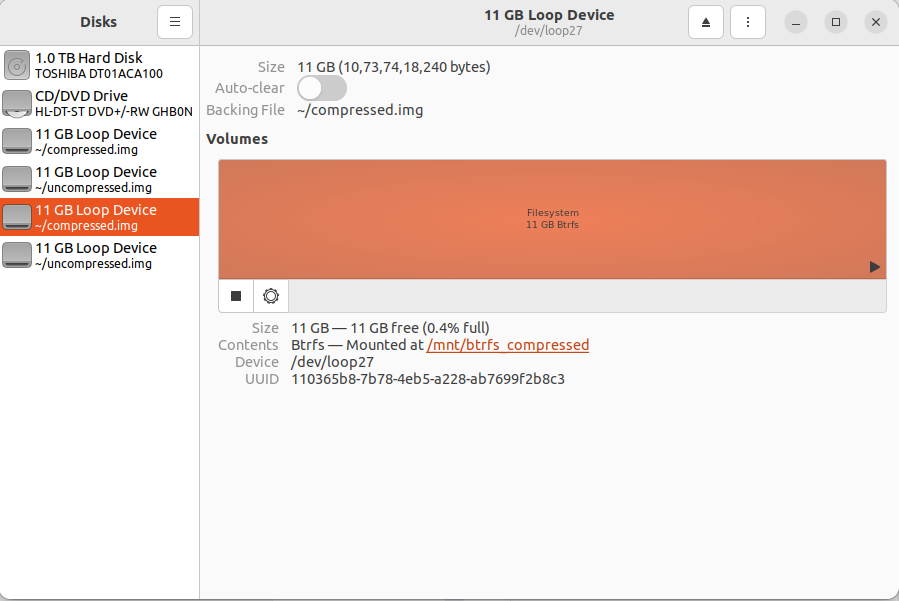 Disks
11 GB Loop Device
/dev/loop27
1.0 TB Hard Disk
TOSHIBA DT01ACA100
CD/DVD Drive
HL-DT-ST DVD+/-RW GHB0N
11 GB Loop Device
~/compressed.img
11 GB Loop Device
~/uncompressed.img
11 GB Loop Device
~/compressed.img
11 GB Loop Device
~/uncompressed.img
Size 11 GB (10,73,74,18,240 bytes)
Auto-clear
Backing File ~/compressed.img
Volumes
Filesystem
11 GB Btrfs
Size 11 GB — 11 GB free (0.4% full)
Contents Btrfs — Mounted at /mnt/btrfs_compressed
Device /dev/loop27
UUID 110365b8-7b78-4eb5-a228-ab7699f2b8c3